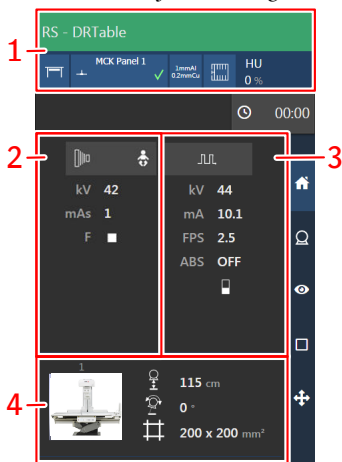 RS - DRTable
MCK Panel 1
1mmAl
0.2mmCu
HU
0 %
1
00:00
2
3
kV 42
mAs 1
F
kV 44
mA 10.1
FPS 2.5
ABS OFF
1
115 cm
0 °
200 x 200 mm²
4